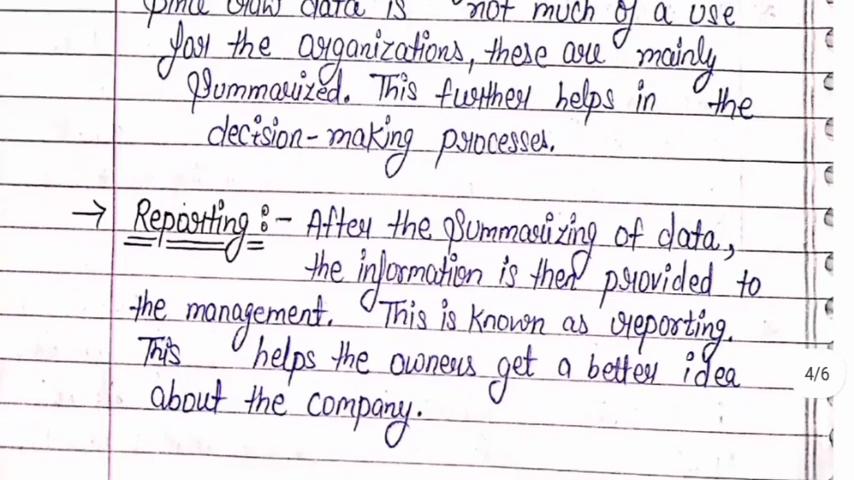 Since raw data is not much of a use
for the organizations, these are mainly
Summarized. This further helps in the
decision-making processes.
→ Reporting :- After the Summarizing of data,
the information is then provided to
the management. This is known as reporting.
This helps the owners get a better idea
about the company.
4/6